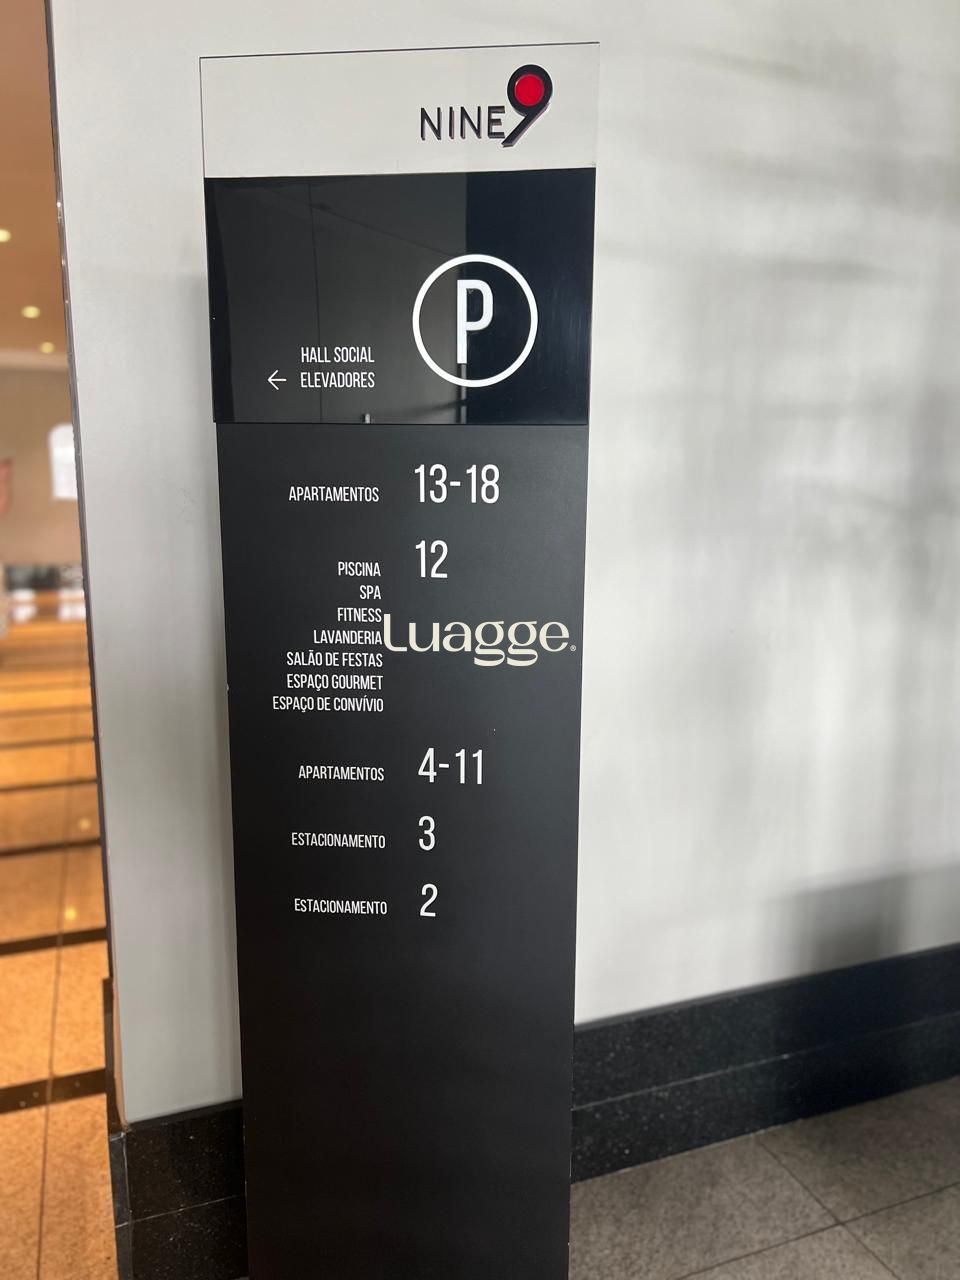 NINE9
P
HALL SOCIAL
← ELEVADORES
APARTAMENTOS 13-18
PISCINA 12
SPA
FITNESS
LAVANDERIA
Luagge®
SALÃO DE FESTAS
ESPAÇO GOURMET
ESPAÇO DE CONVÍVIO
APARTAMENTOS 4-11
ESTACIONAMENTO 3
ESTACIONAMENTO 2